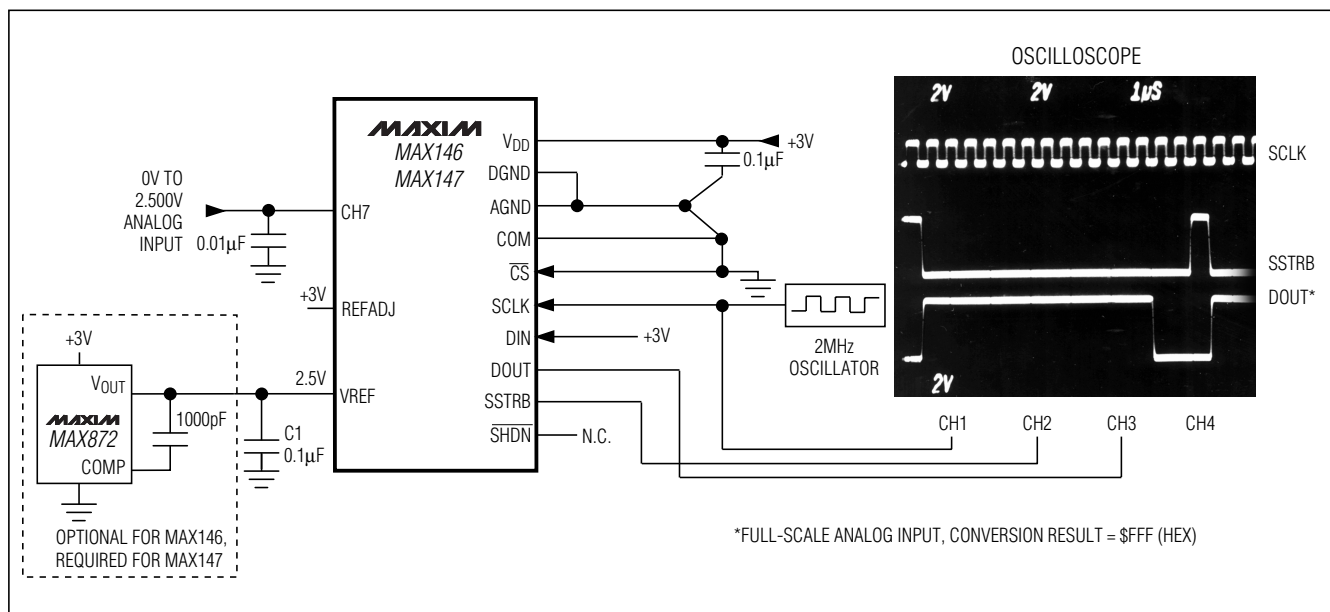 OSCILLOSCOPE
2V 2V 1µS
SCLK
SSTRB
DOUT*
2V
CH1 CH2 CH3 CH4
MAXIM
MAX146
MAX147
0V TO
2.500V
ANALOG
INPUT
0.01µF
CH7
+3V
REFADJ
2.5V
VREF
C1
0.1µF
VDD
DGND
AGND
COM
CS
SCLK
DIN
DOUT
SSTRB
SHDN
N.C.
+3V
0.1µF
+3V
2MHz
OSCILLATOR
+3V
VOUT
MAXIM
MAX872
COMP
1000pF
OPTIONAL FOR MAX146,
REQUIRED FOR MAX147
*FULL-SCALE ANALOG INPUT, CONVERSION RESULT = $FFF (HEX)